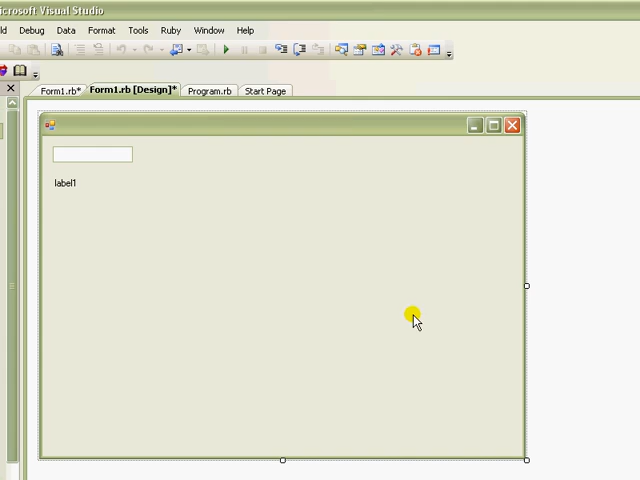 icrosoft Visual Studio
ld Debug Data Format Tools Ruby Window Help
Form1.rb* Form1.rb [Design]* Program.rb Start Page
label1